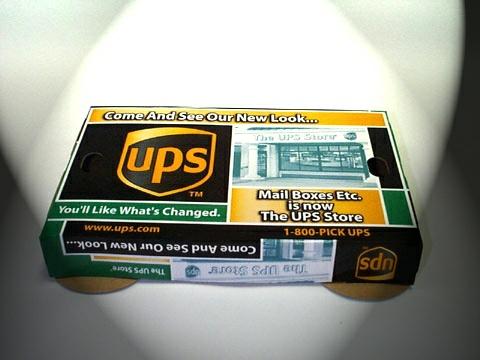 Come And See Our New Look...
The UPS Store
ups
TM
Mail Boxes Etc.
is now
The UPS Store
You'll Like What's Changed.
www.ups.com
1-800-PICK UPS
Come And See Our New Look...
The UPS Store
The UPS Store
ups